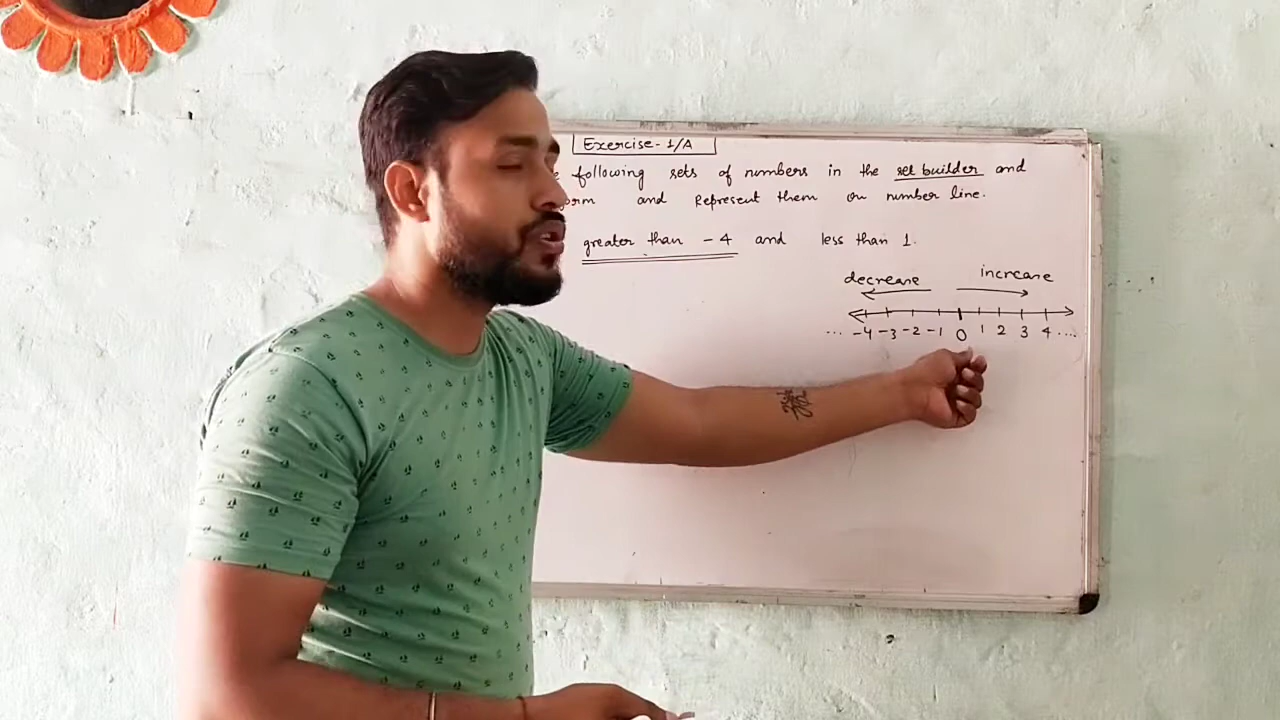 Exercise - 1/A
following sets of numbers in the set builder and
form and Represent them on number line.
greater than - 4 and less than 1.
decrease increase
... -4 -3 -2 -1 0 1 2 3 4 ....